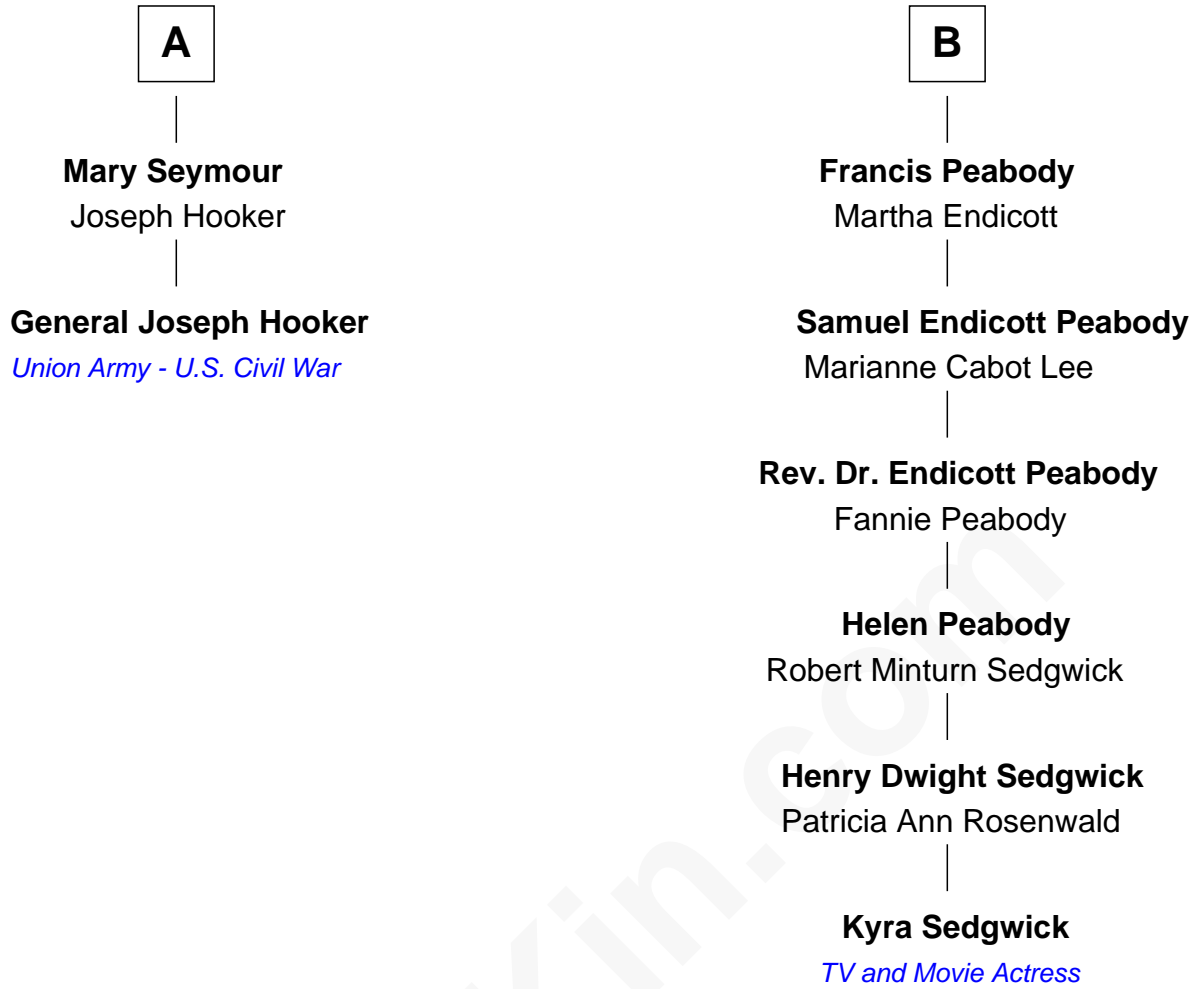 A
Mary Seymour
Joseph Hooker
General Joseph Hooker
Union Army - U.S. Civil War
B
Francis Peabody
Martha Endicott
Samuel Endicott Peabody
Marianne Cabot Lee
Rev. Dr. Endicott Peabody
Fannie Peabody
Helen Peabody
Robert Minturn Sedgwick
Henry Dwight Sedgwick
Patricia Ann Rosenwald
Kyra Sedgwick
TV and Movie Actress
Kin.com